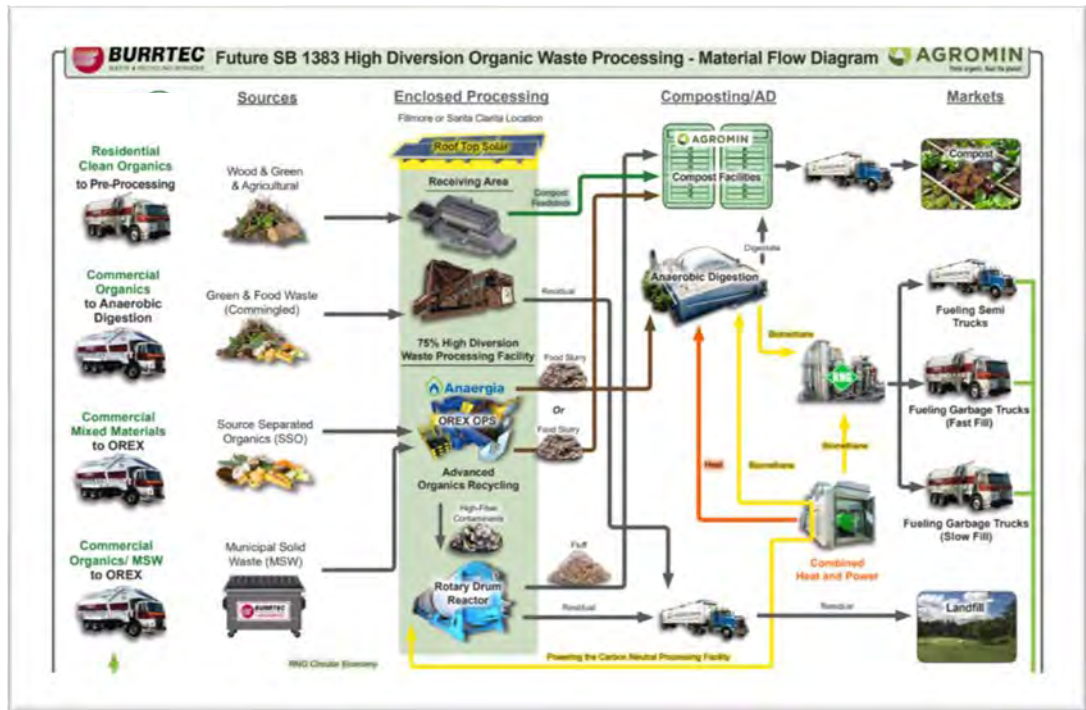 BURRTEC
WASTE & RECYCLING SERVICES
Future SB 1383 High Diversion Organic Waste Processing - Material Flow Diagram
AGROMIN
Sources
Enclosed Processing
Composting/AD
Markets
Fillmore or Santa Clarita Location
Roof Top Solar
Residential
Clean Organics
to Pre-Processing
Wood & Green
& Agricultural
Receiving Area
Compost
Feedstock
AGROMIN
Compost Facilities
Compost
Digestate
Commercial
Organics
to Anaerobic
Digestion
Green & Food Waste
(Commingled)
Residual
Anaerobic Digestion
Biomethane
RNG
Fueling Semi
Trucks
75% High Diversion
Waste Processing Facility
Food Slurry
Or
Food Slurry
Anaergia
OREX OPS
Fueling Garbage Trucks
(Fast Fill)
Commercial
Mixed Materials
to OREX
Source Separated
Organics (SSO)
Heat
Biomethane
Biomethane
Advanced
Organics Recycling
High-Fiber
Contaminants
Fueling Garbage Trucks
(Slow Fill)
Commercial
Organics/ MSW
to OREX
Municipal Solid
Waste (MSW)
BURRTEC
Fluff
Rotary Drum
Reactor
Residual
Combined
Heat and Power
Residual
Landfill
RNG Circular Economy
Powering the Carbon Neutral Processing Facility